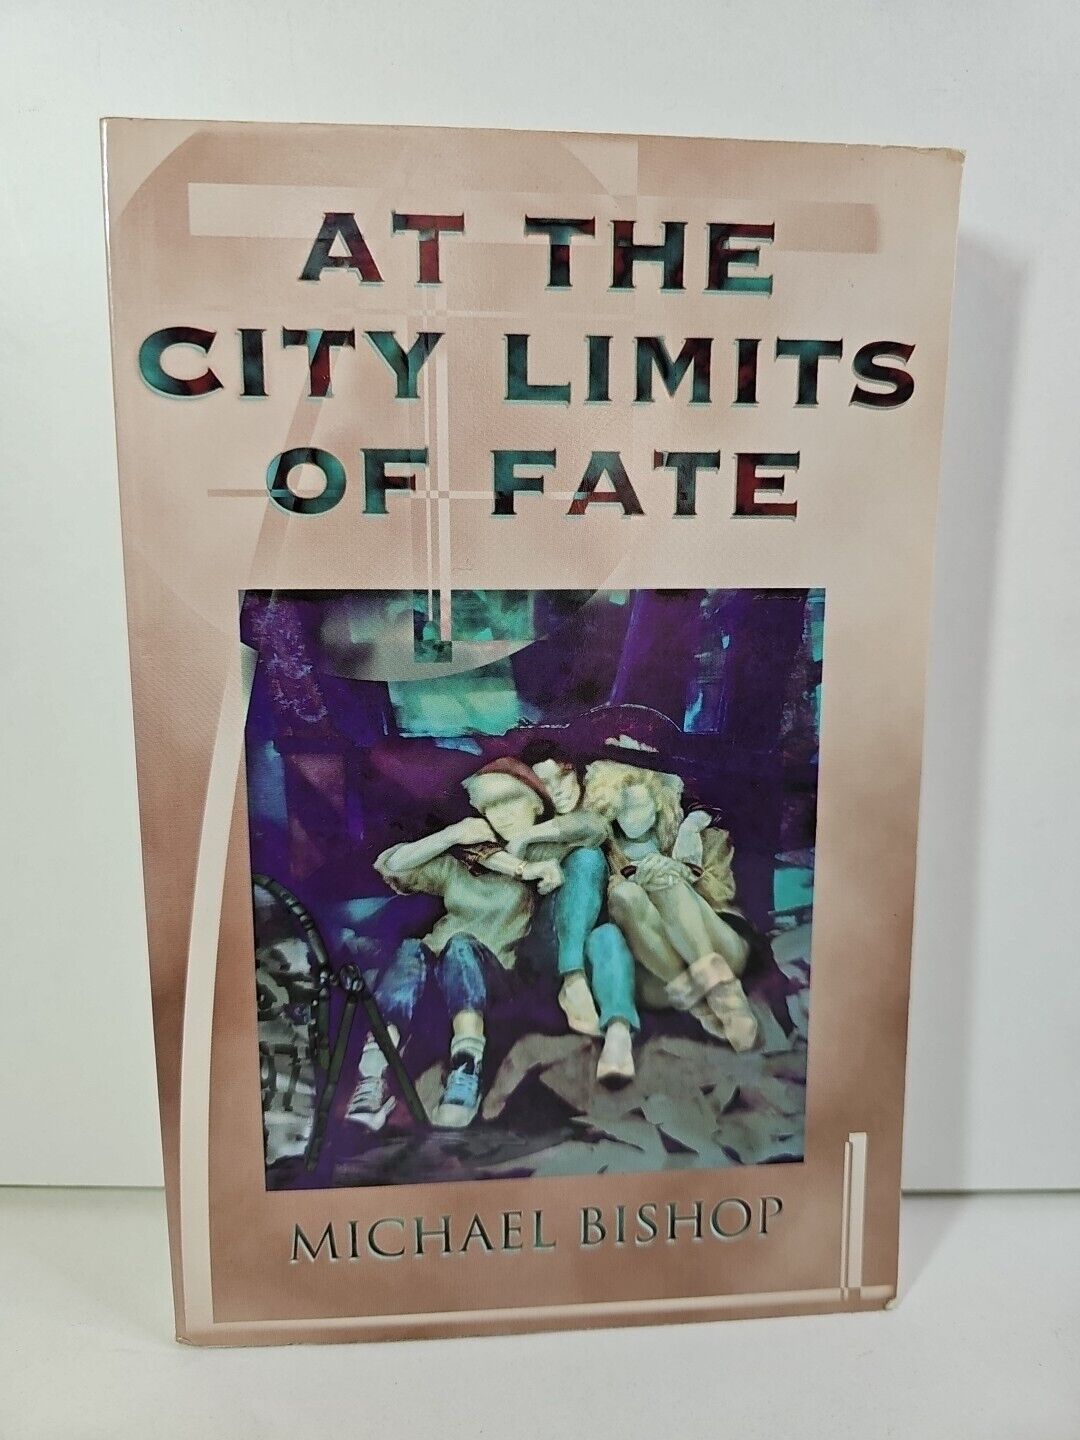 AT THE
CITY LIMITS
OF FATE
MICHAEL BISHOP